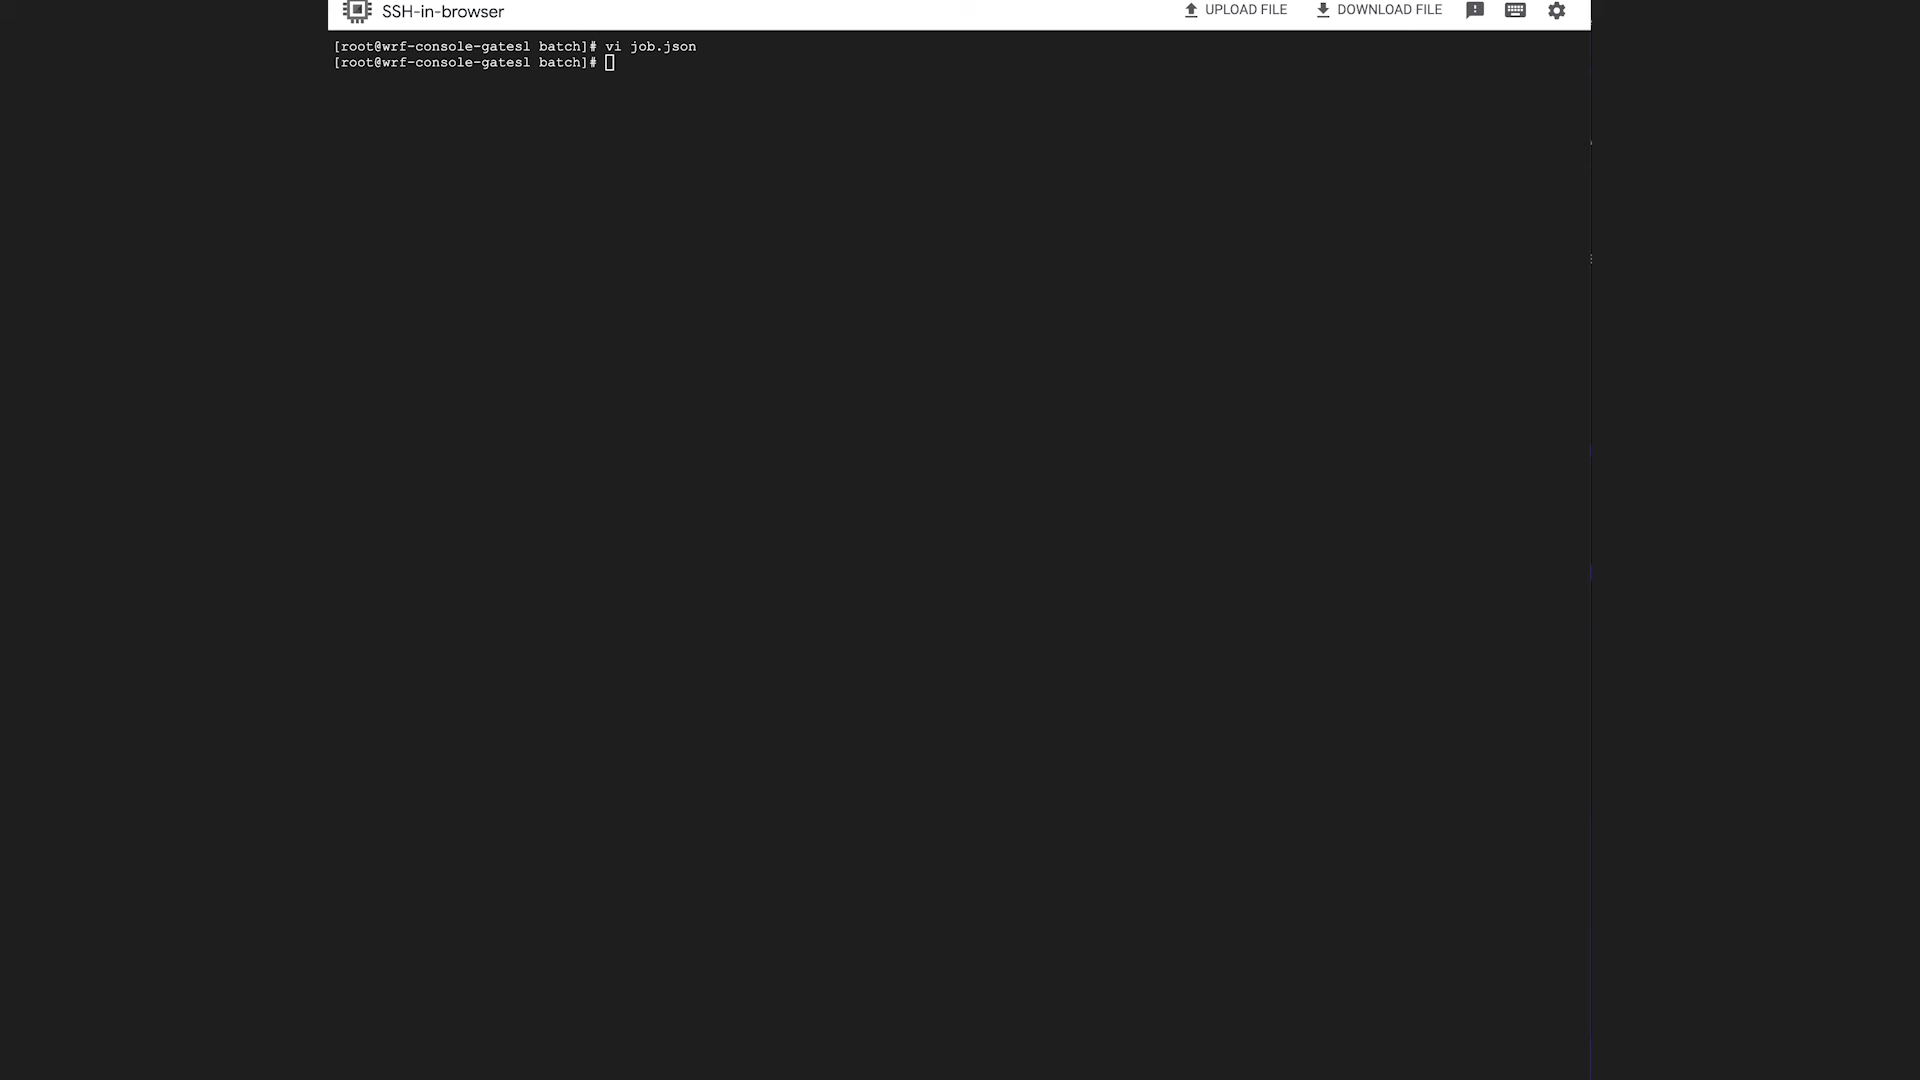 SSH-in-browser
UPLOAD FILE
DOWNLOAD FILE
[root@wrf-console-gatesl batch]# vi job.json
[root@wrf-console-gatesl batch]#